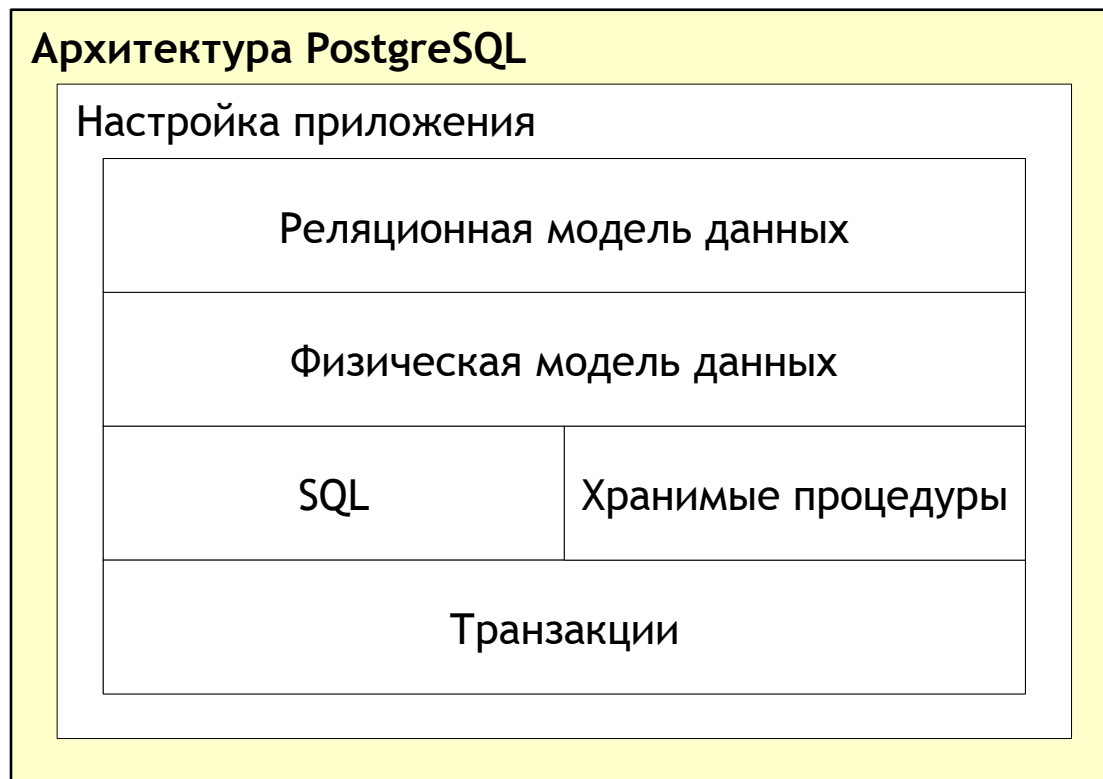 Архитектура PostgreSQL
Настройка приложения
Реляционная модель данных
Физическая модель данных
SQL
Хранимые процедуры
Транзакции